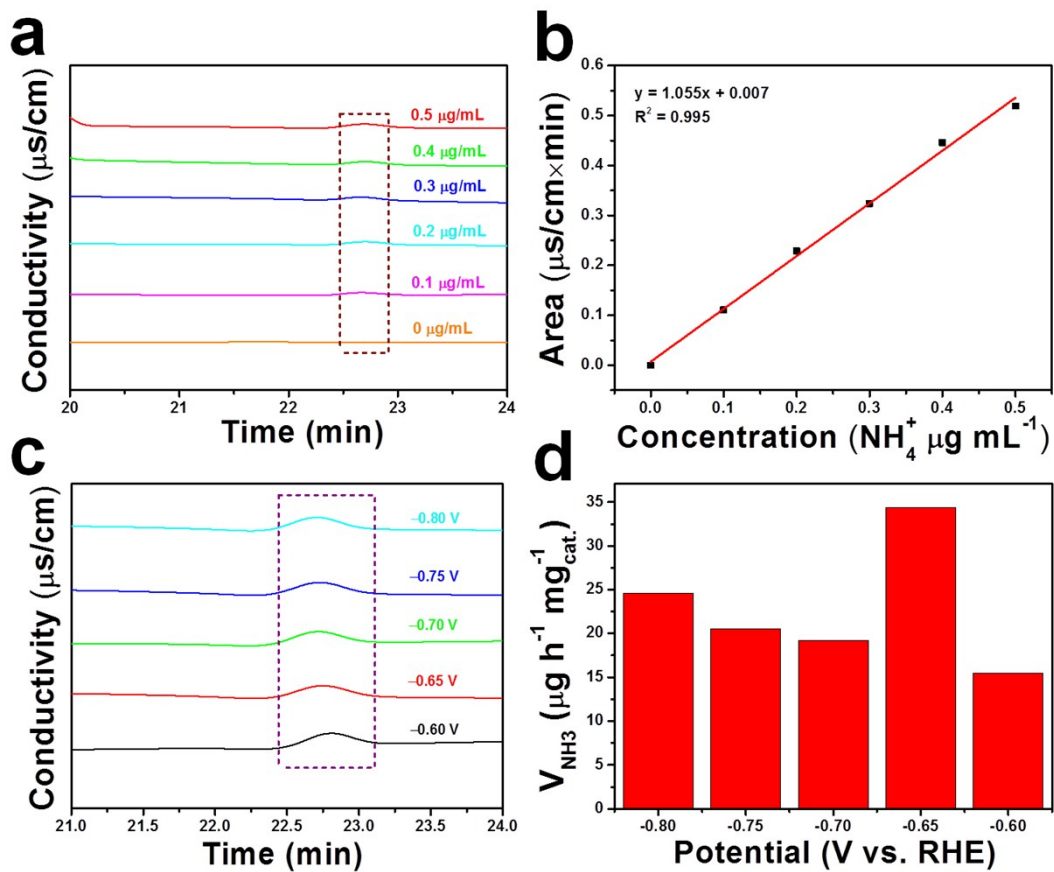 a
Conductivity (μs/cm)
0.5 μg/mL
0.4 μg/mL
0.3 μg/mL
0.2 μg/mL
0.1 μg/mL
0 μg/mL
20 21 22 23 24
Time (min)
b
Area (μs/cm×min)
0.6
0.5
0.4
0.3
0.2
0.1
0.0
y = 1.055x + 0.007
R² = 0.995
0.0 0.1 0.2 0.3 0.4 0.5
Concentration (NH₄⁺ μg mL⁻¹)
c
Conductivity (μs/cm)
−0.80 V
−0.75 V
−0.70 V
−0.65 V
−0.60 V
21.0 21.5 22.0 22.5 23.0 23.5 24.0
Time (min)
d
V_NH3 (μg h⁻¹ mg⁻¹_cat.)
35
30
25
20
15
10
5
0
-0.80 -0.75 -0.70 -0.65 -0.60
Potential (V vs. RHE)